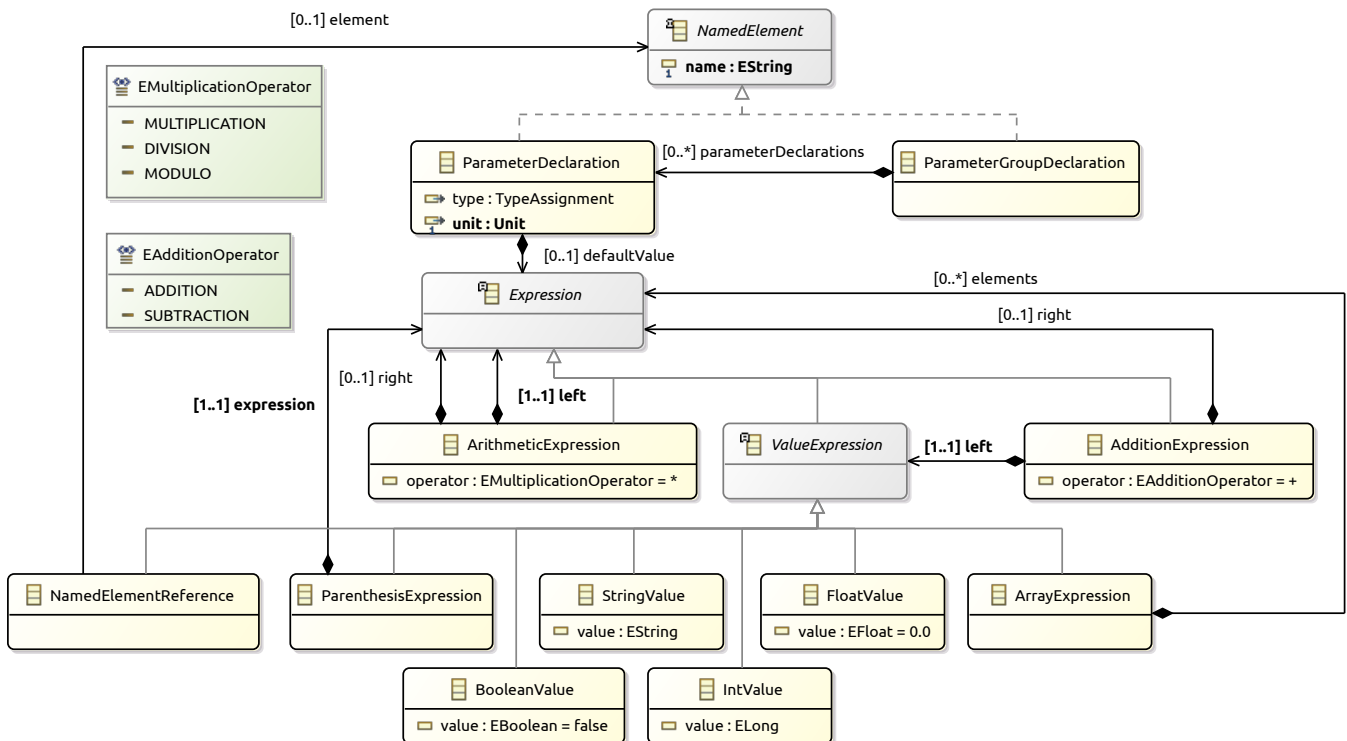 [0..1] element
NamedElement
name : EString
EMultiplicationOperator
MULTIPLICATION
DIVISION
MODULO
ParameterDeclaration
type : TypeAssignment
unit : Unit
[0..*] parameterDeclarations
ParameterGroupDeclaration
EAdditionOperator
ADDITION
SUBTRACTION
[0..1] defaultValue
Expression
[0..*] elements
[0..1] right
[0..1] right
[1..1] expression
[1..1] left
ArithmeticExpression
operator : EMultiplicationOperator = *
ValueExpression
[1..1] left
AdditionExpression
operator : EAdditionOperator = +
NamedElementReference
ParenthesisExpression
StringValue
value : EString
FloatValue
value : EFloat = 0.0
ArrayExpression
BooleanValue
value : EBoolean = false
IntValue
value : ELong